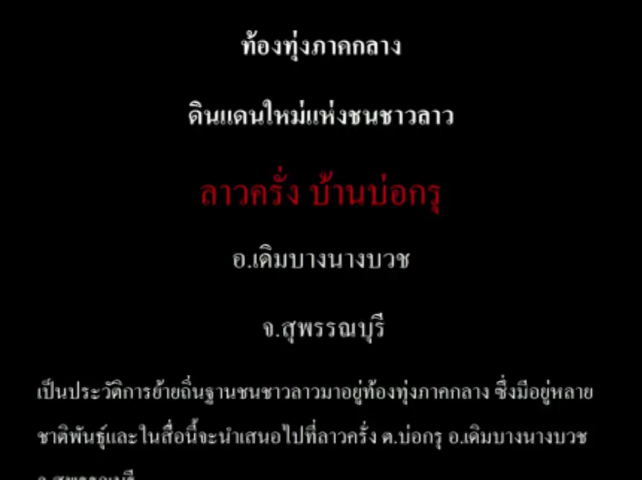 ท้องทุ่งภาคกลาง
ดินแดนใหม่แห่งชนชาวลาว
ลาวครั่ง บ้านบ่อกรุ
อ.เดิมบางนางบวช
จ.สุพรรณบุรี
เป็นประวัติการย้ายถิ่นฐานชนชาวลาวมาอยู่ท้องทุ่งภาคกลาง ซึ่งมีอยู่หลาย
ชาติพันธุ์และในสื่อนี้จะนำเสนอไปที่ลาวครั่ง ต.บ่อกรุ อ.เดิมบางนางบวช
จ.สุพรรณบุรี